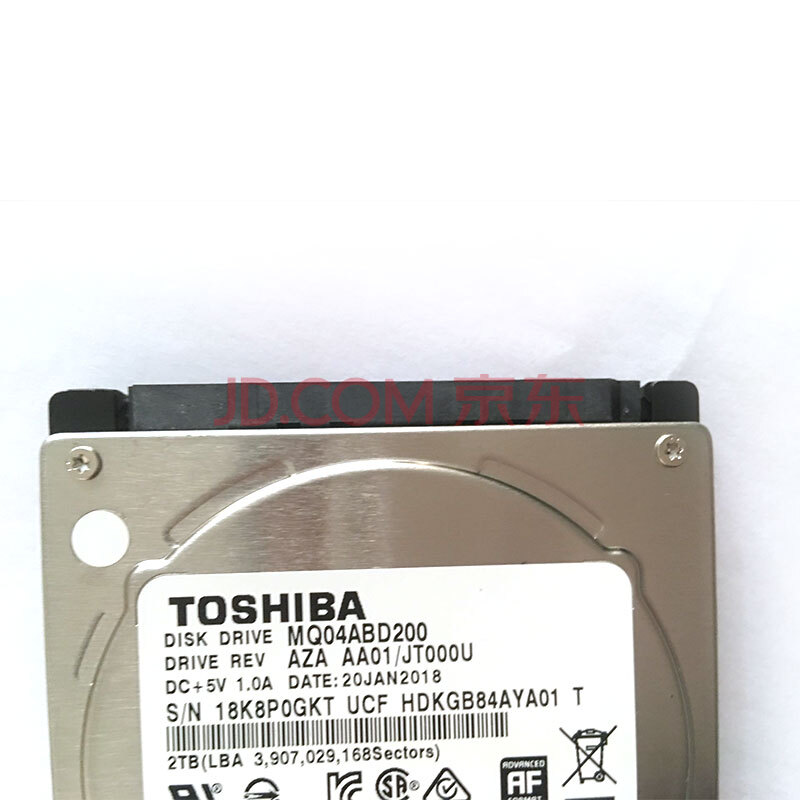 JD.COM 京东
TOSHIBA
DISK DRIVE MQ04ABD200
DRIVE REV AZA AA01/JT000U
DC+5V 1.0A DATE:20JAN2018
S/N 18K8P0GKT UCF HDKGB84AYA01 T
2TB(LBA 3,907,029,168Sectors)
ADVANCED
AF
FORMAT